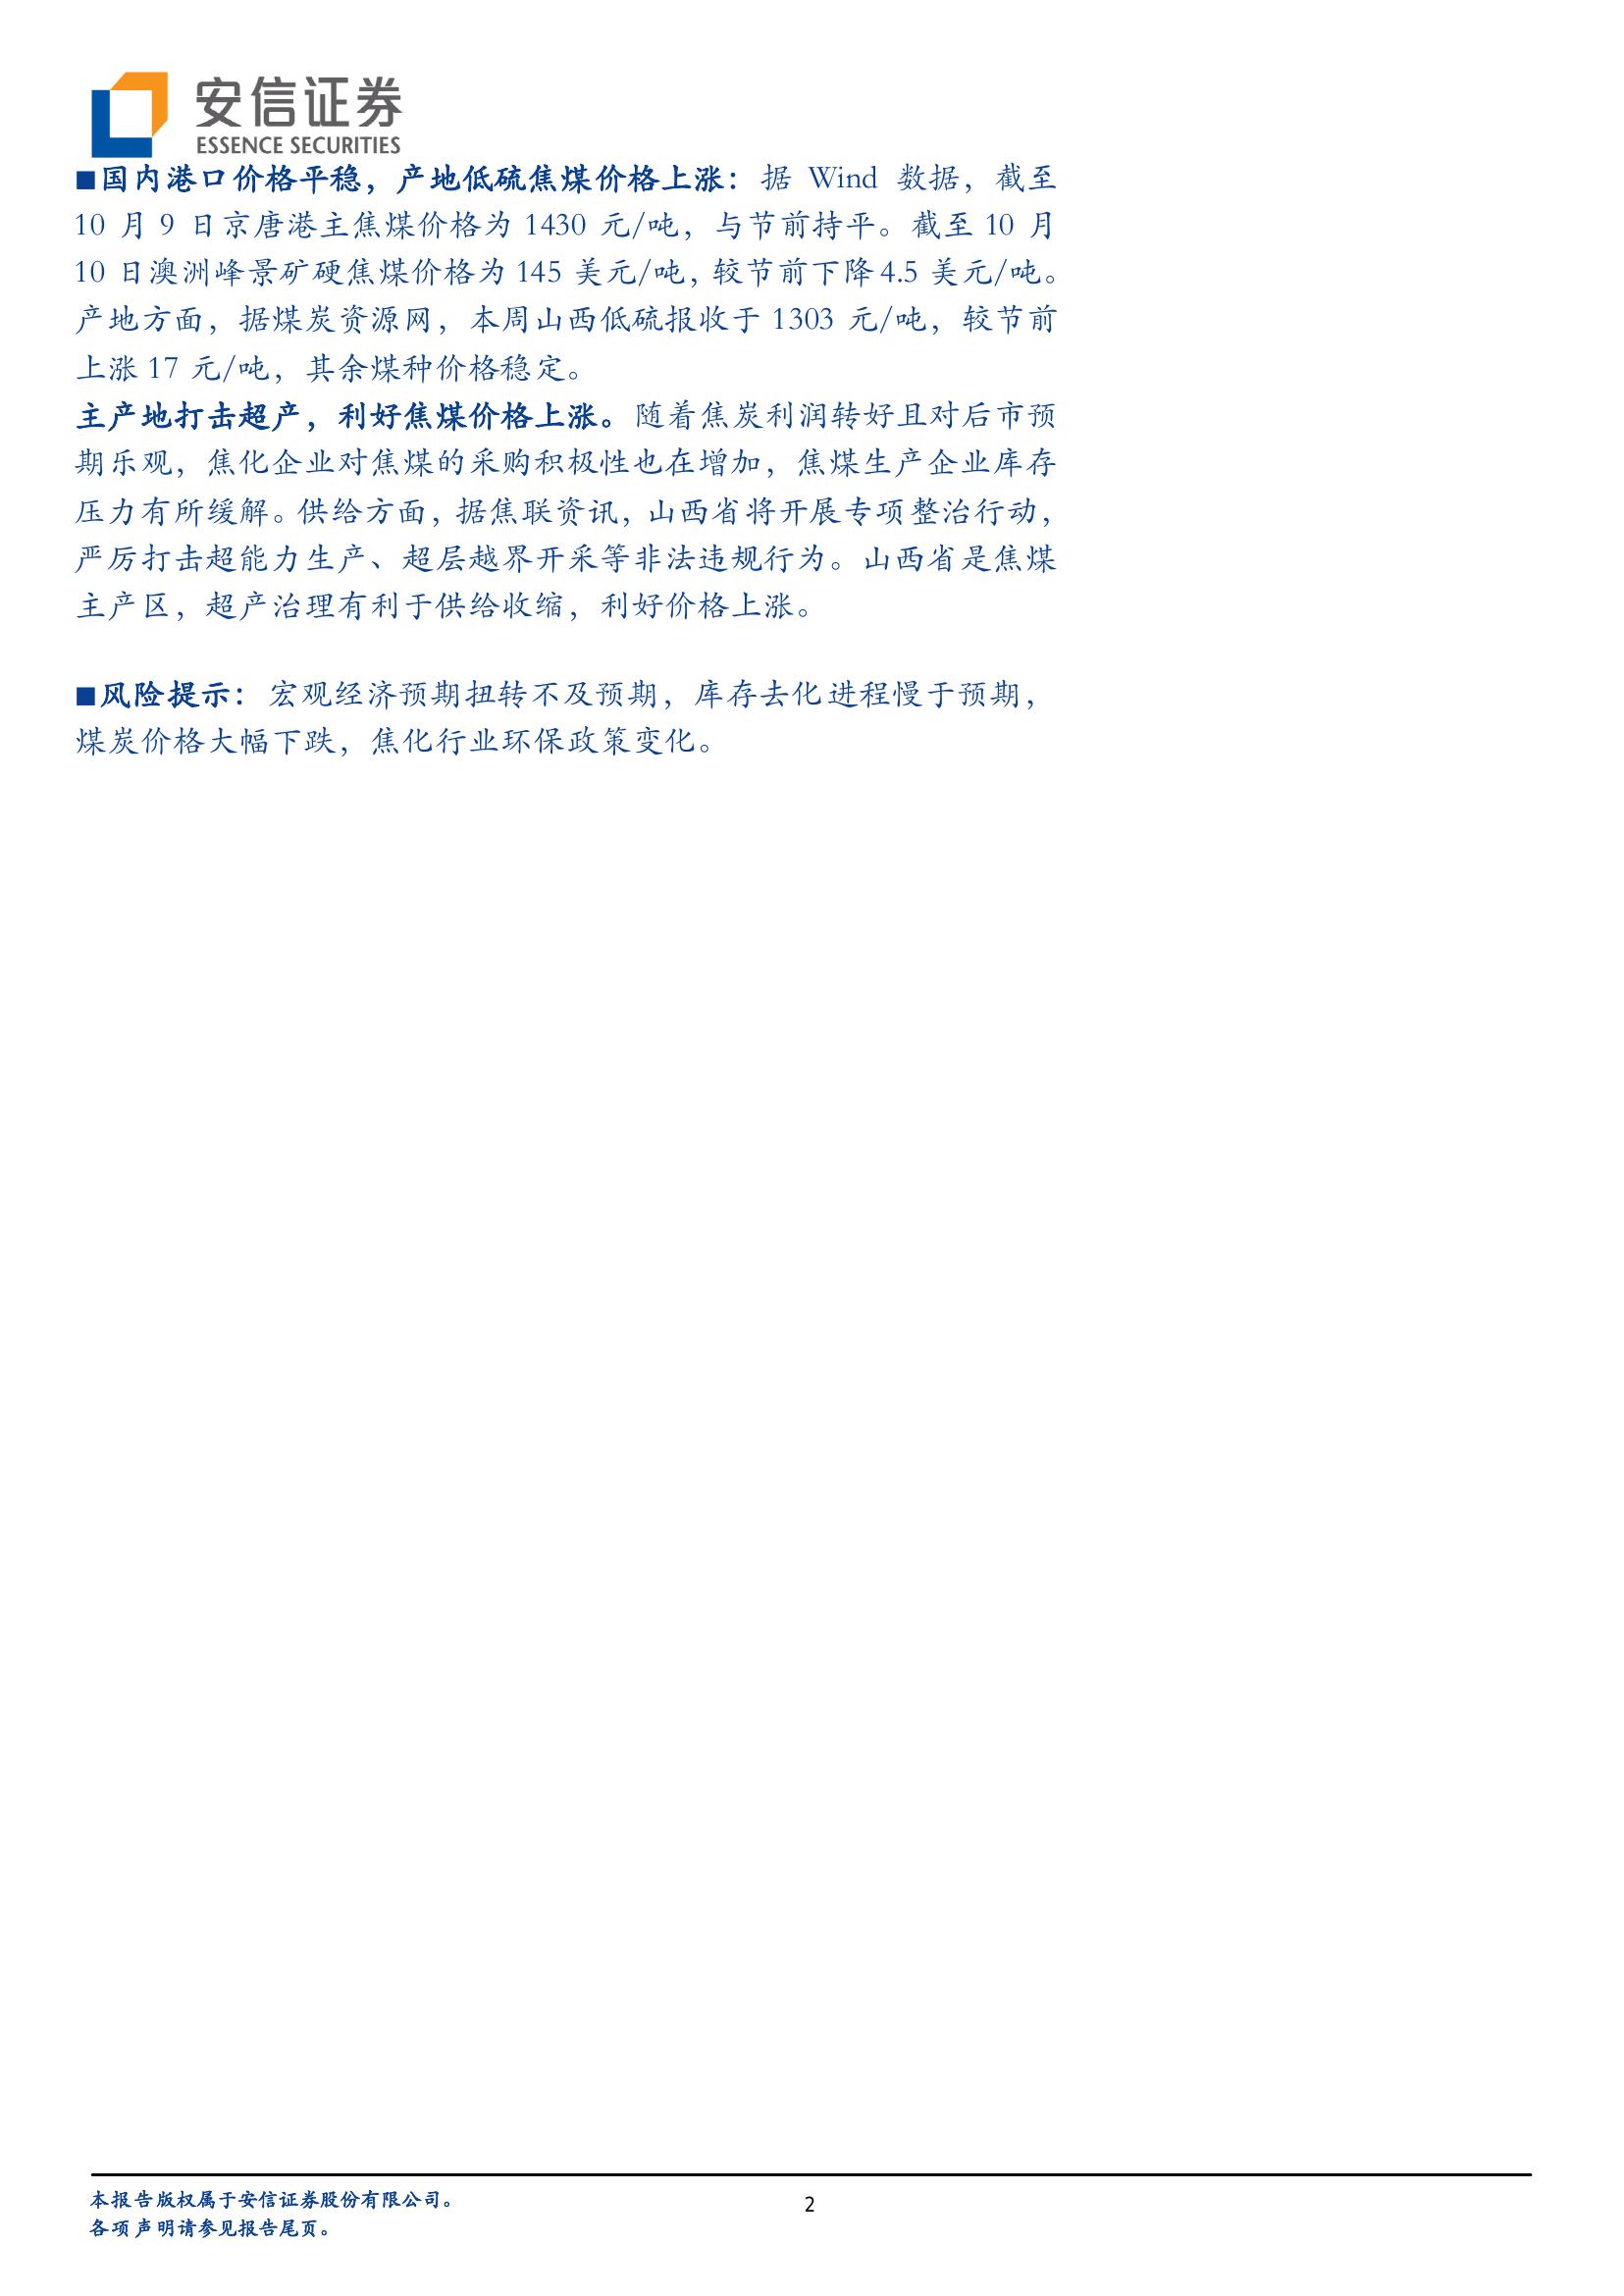 安信证券
ESSENCE SECURITIES
■国内港口价格平稳，产地低硫焦煤价格上涨：据 Wind 数据，截至
10 月 9 日京唐港主焦煤价格为 1430 元/吨，与节前持平。截至 10 月
10 日澳洲峰景矿硬焦煤价格为 145 美元/吨，较节前下降 4.5 美元/吨。
产地方面，据煤炭资源网，本周山西低硫报收于 1303 元/吨，较节前
上涨 17 元/吨，其余煤种价格稳定。
主产地打击超产，利好焦煤价格上涨。随着焦炭利润转好且对后市预
期乐观，焦化企业对焦煤的采购积极性也在增加，焦煤生产企业库存
压力有所缓解。供给方面，据焦联资讯，山西省将开展专项整治行动，
严厉打击超能力生产、超层越界开采等非法违规行为。山西省是焦煤
主产区，超产治理有利于供给收缩，利好价格上涨。
■风险提示：宏观经济预期扭转不及预期，库存去化进程慢于预期，
煤炭价格大幅下跌，焦化行业环保政策变化。
本报告版权属于安信证券股份有限公司。
2
各项声明请参见报告尾页。